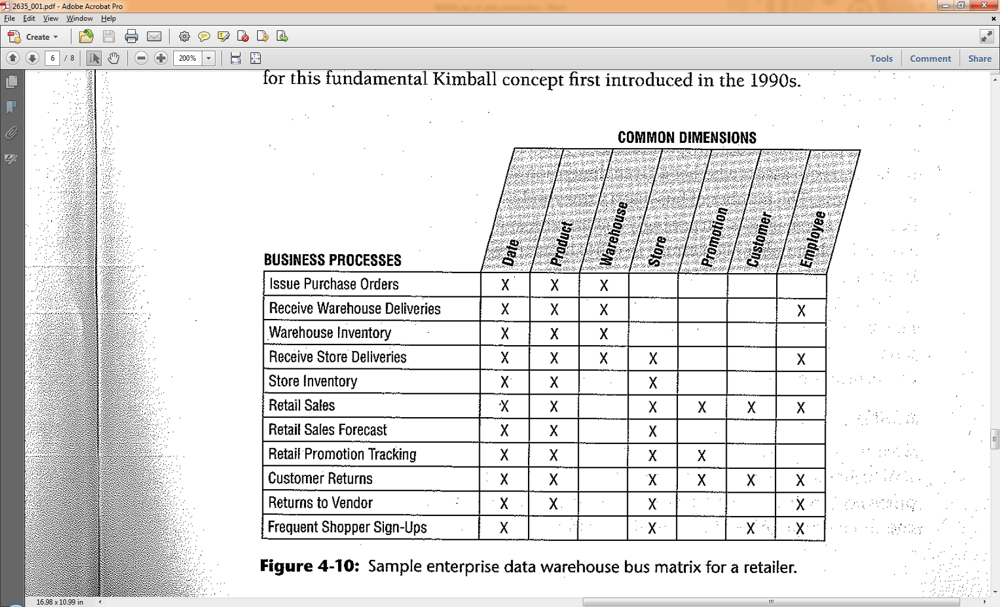 2635_001.pdf - Adobe Acrobat Pro
File Edit View Window Help
Create
6 / 8 200% Tools Comment Share
for this fundamental Kimball concept first introduced in the 1990s.
COMMON DIMENSIONS
BUSINESS PROCESSES Date Product Warehouse Store Promotion Customer Employee
Issue Purchase Orders X X X
Receive Warehouse Deliveries X X X X
Warehouse Inventory X X X
Receive Store Deliveries X X X X X
Store Inventory X X X
Retail Sales X X X X X X
Retail Sales Forecast X X X
Retail Promotion Tracking X X X X
Customer Returns X X X X X X
Returns to Vendor X X X X
Frequent Shopper Sign-Ups X X X X
Figure 4-10: Sample enterprise data warehouse bus matrix for a retailer.
16.98 x 10.99 in